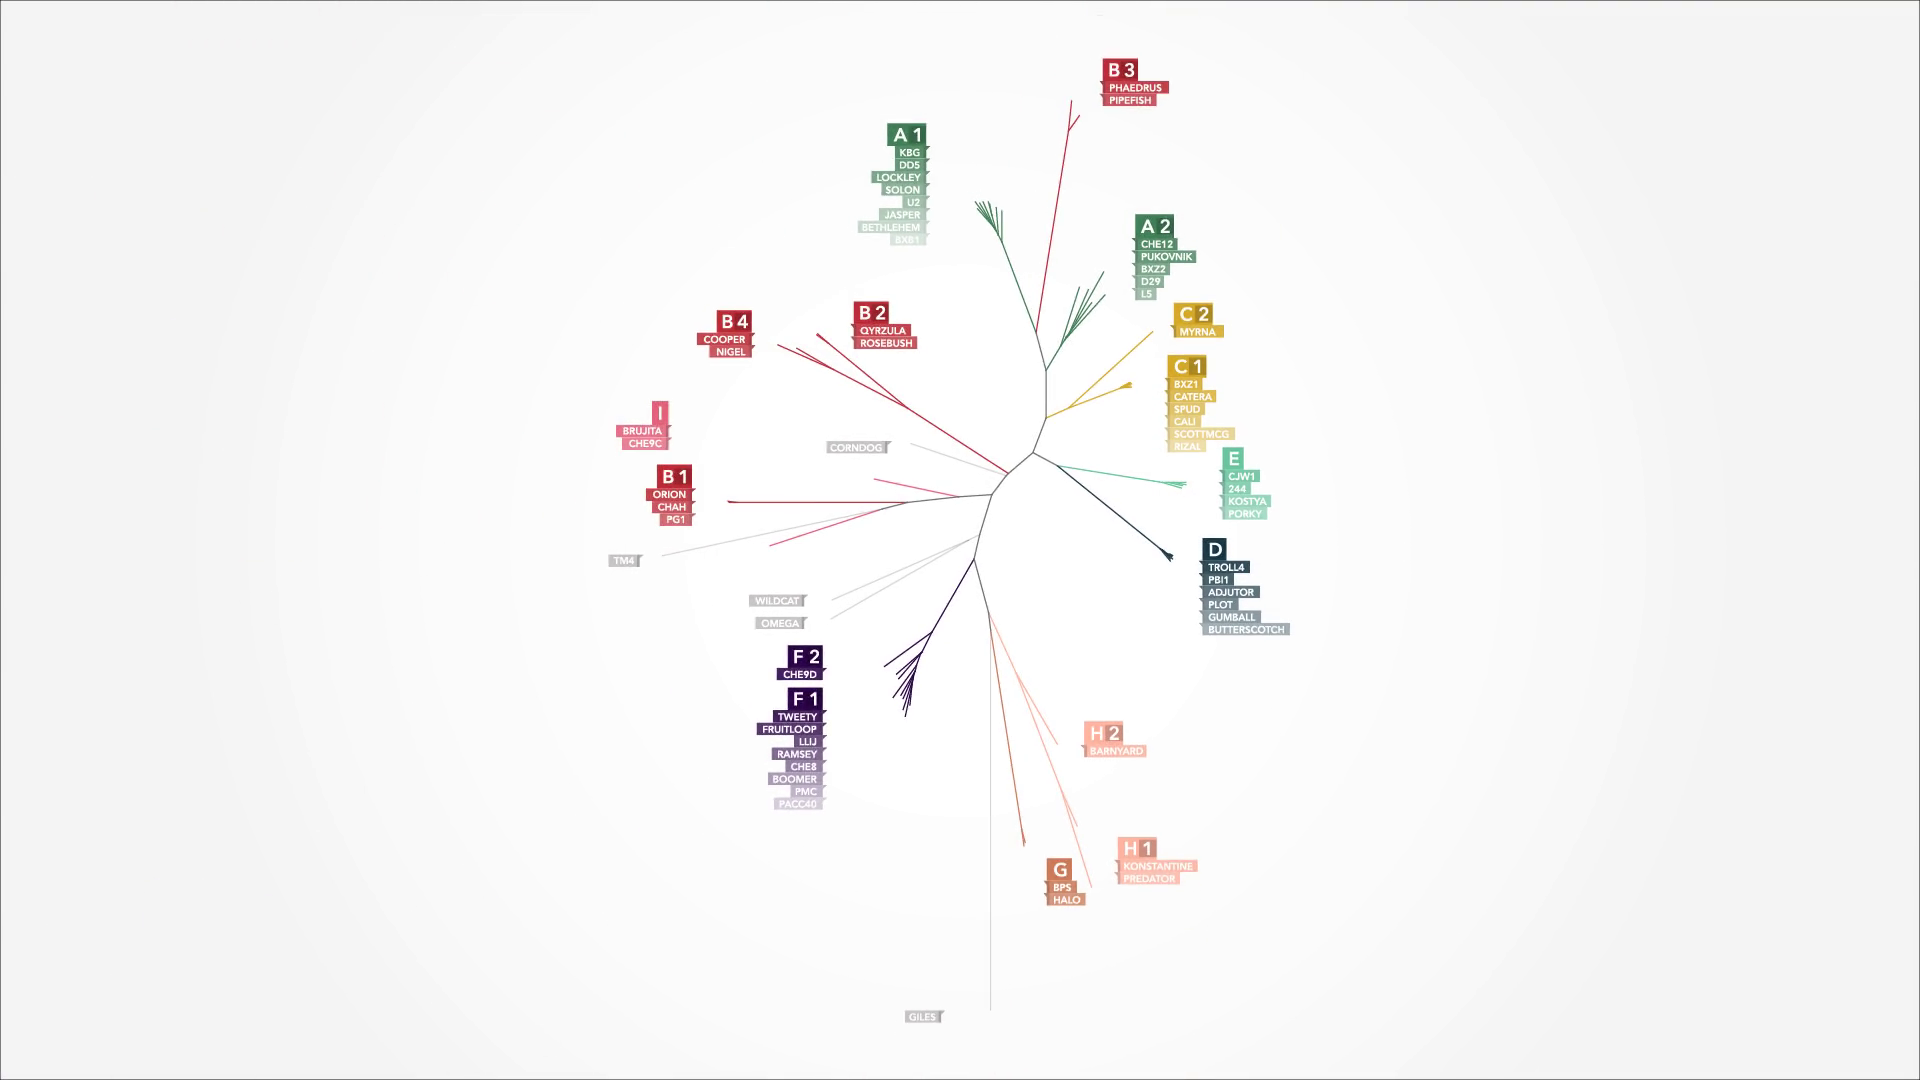 B 3
PHAEDRUS
PIPEFISH
A 1
KBG
DD5
LOCKLEY
SOLON
U2
JASPER
BETHLEHEM
BXB1
A 2
CHE12
PUKOVNIK
BXZ2
D29
L5
B 2
QYRZULA
ROSEBUSH
B 4
COOPER
NIGEL
C 2
MYRNA
C 1
BXZ1
CATERA
SPUD
CALI
SCOTTMCG
RIZAL
I
BRUJITA
CHE9C
CORNDOG
E
CJW1
244
KOSTYA
PORKY
B 1
ORION
CHAH
PG1
TM4
D
TROLL4
PBI1
ADJUTOR
PLOT
GUMBALL
BUTTERSCOTCH
WILDCAT
OMEGA
F 2
CHE9D
F 1
TWEETY
FRUITLOOP
LLIJ
RAMSEY
CHE8
BOOMER
PMC
PACC40
H 2
BARNYARD
H 1
KONSTANTINE
PREDATOR
G
BPS
HALO
GILES